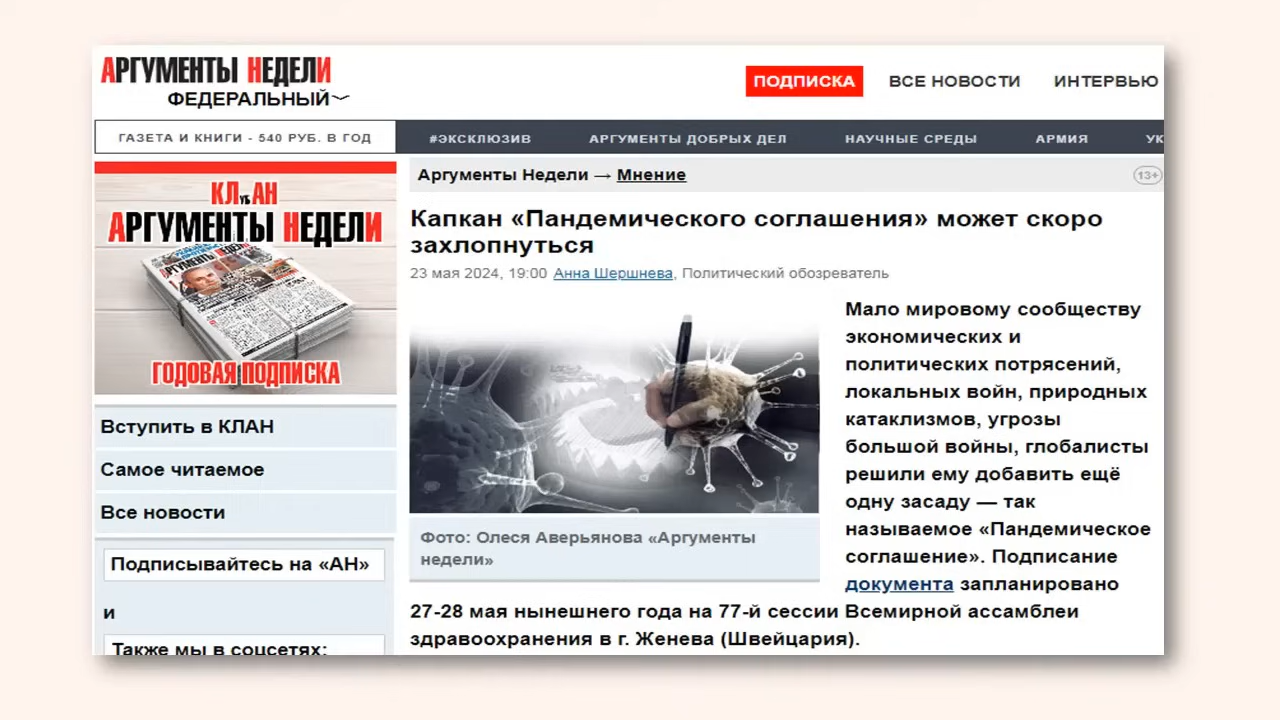 АРГУМЕНТЫ НЕДЕЛИ
ФЕДЕРАЛЬНЫЙ
ПОДПИСКА
ВСЕ НОВОСТИ
ИНТЕРВЬЮ
ГАЗЕТА И КНИГИ - 540 РУБ. В ГОД
#ЭКСКЛЮЗИВ
АРГУМЕНТЫ ДОБРЫХ ДЕЛ
НАУЧНЫЕ СРЕДЫ
АРМИЯ
УК
КЛубАН
АРГУМЕНТЫ НЕДЕЛИ
АРГУМЕНТЫ НЕДЕЛИ
ГОДОВАЯ ПОДПИСКА
Вступить в КЛАН
Самое читаемое
Все новости
Подписывайтесь на «АН»
и
Также мы в соцсетях:
Аргументы Недели → Мнение
13+
Капкан «Пандемического соглашения» может скоро
захлопнуться
23 мая 2024, 19:00 Анна Шершнева, Политический обозреватель
Фото: Олеся Аверьянова «Аргументы
недели»
Мало мировому сообществу
экономических и
политических потрясений,
локальных войн, природных
катаклизмов, угрозы
большой войны, глобалисты
решили ему добавить ещё
одну засаду — так
называемое «Пандемическое
соглашение». Подписание
документа запланировано
27-28 мая нынешнего года на 77-й сессии Всемирной ассамблеи
здравоохранения в г. Женева (Швейцария).